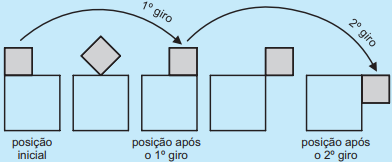 1º giro
2º giro
posição
inicial
posição após
o 1º giro
posição após
o 2º giro